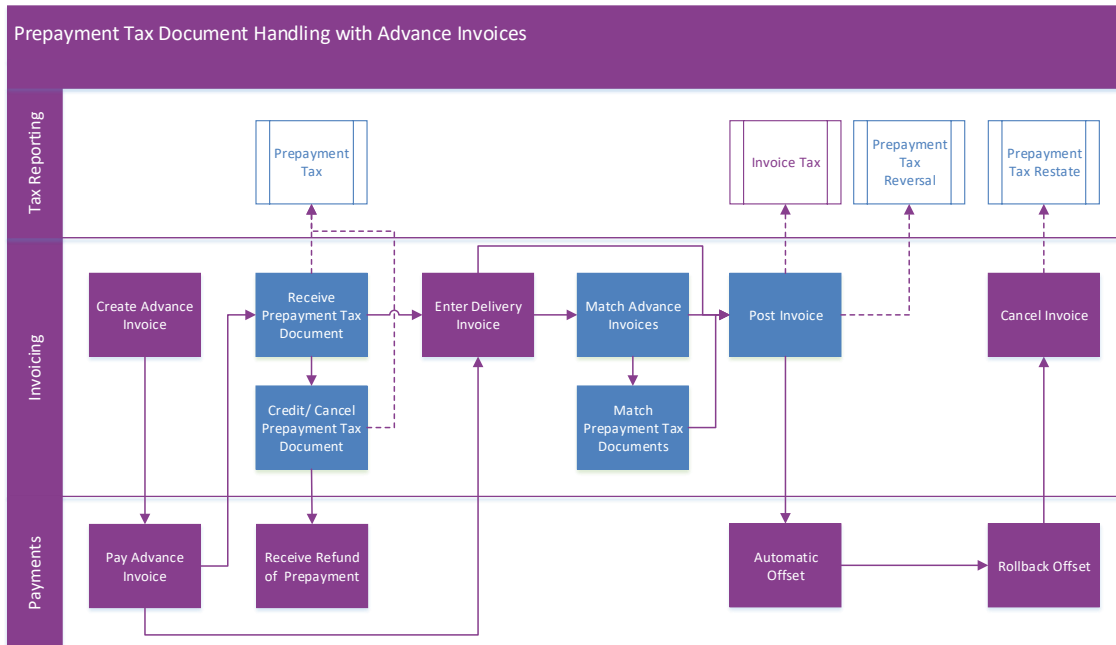 Prepayment Tax Document Handling with Advance Invoices
Tax Reporting
Prepayment
Tax
Invoice Tax
Prepayment
Tax
Reversal
Prepayment
Tax Restate
Invoicing
Create Advance
Invoice
Receive
Prepayment Tax
Document
Enter Delivery
Invoice
Match Advance
Invoices
Post Invoice
Cancel Invoice
Credit/ Cancel
Prepayment Tax
Document
Match
Prepayment Tax
Documents
Payments
Pay Advance
Invoice
Receive Refund
of Prepayment
Automatic
Offset
Rollback Offset